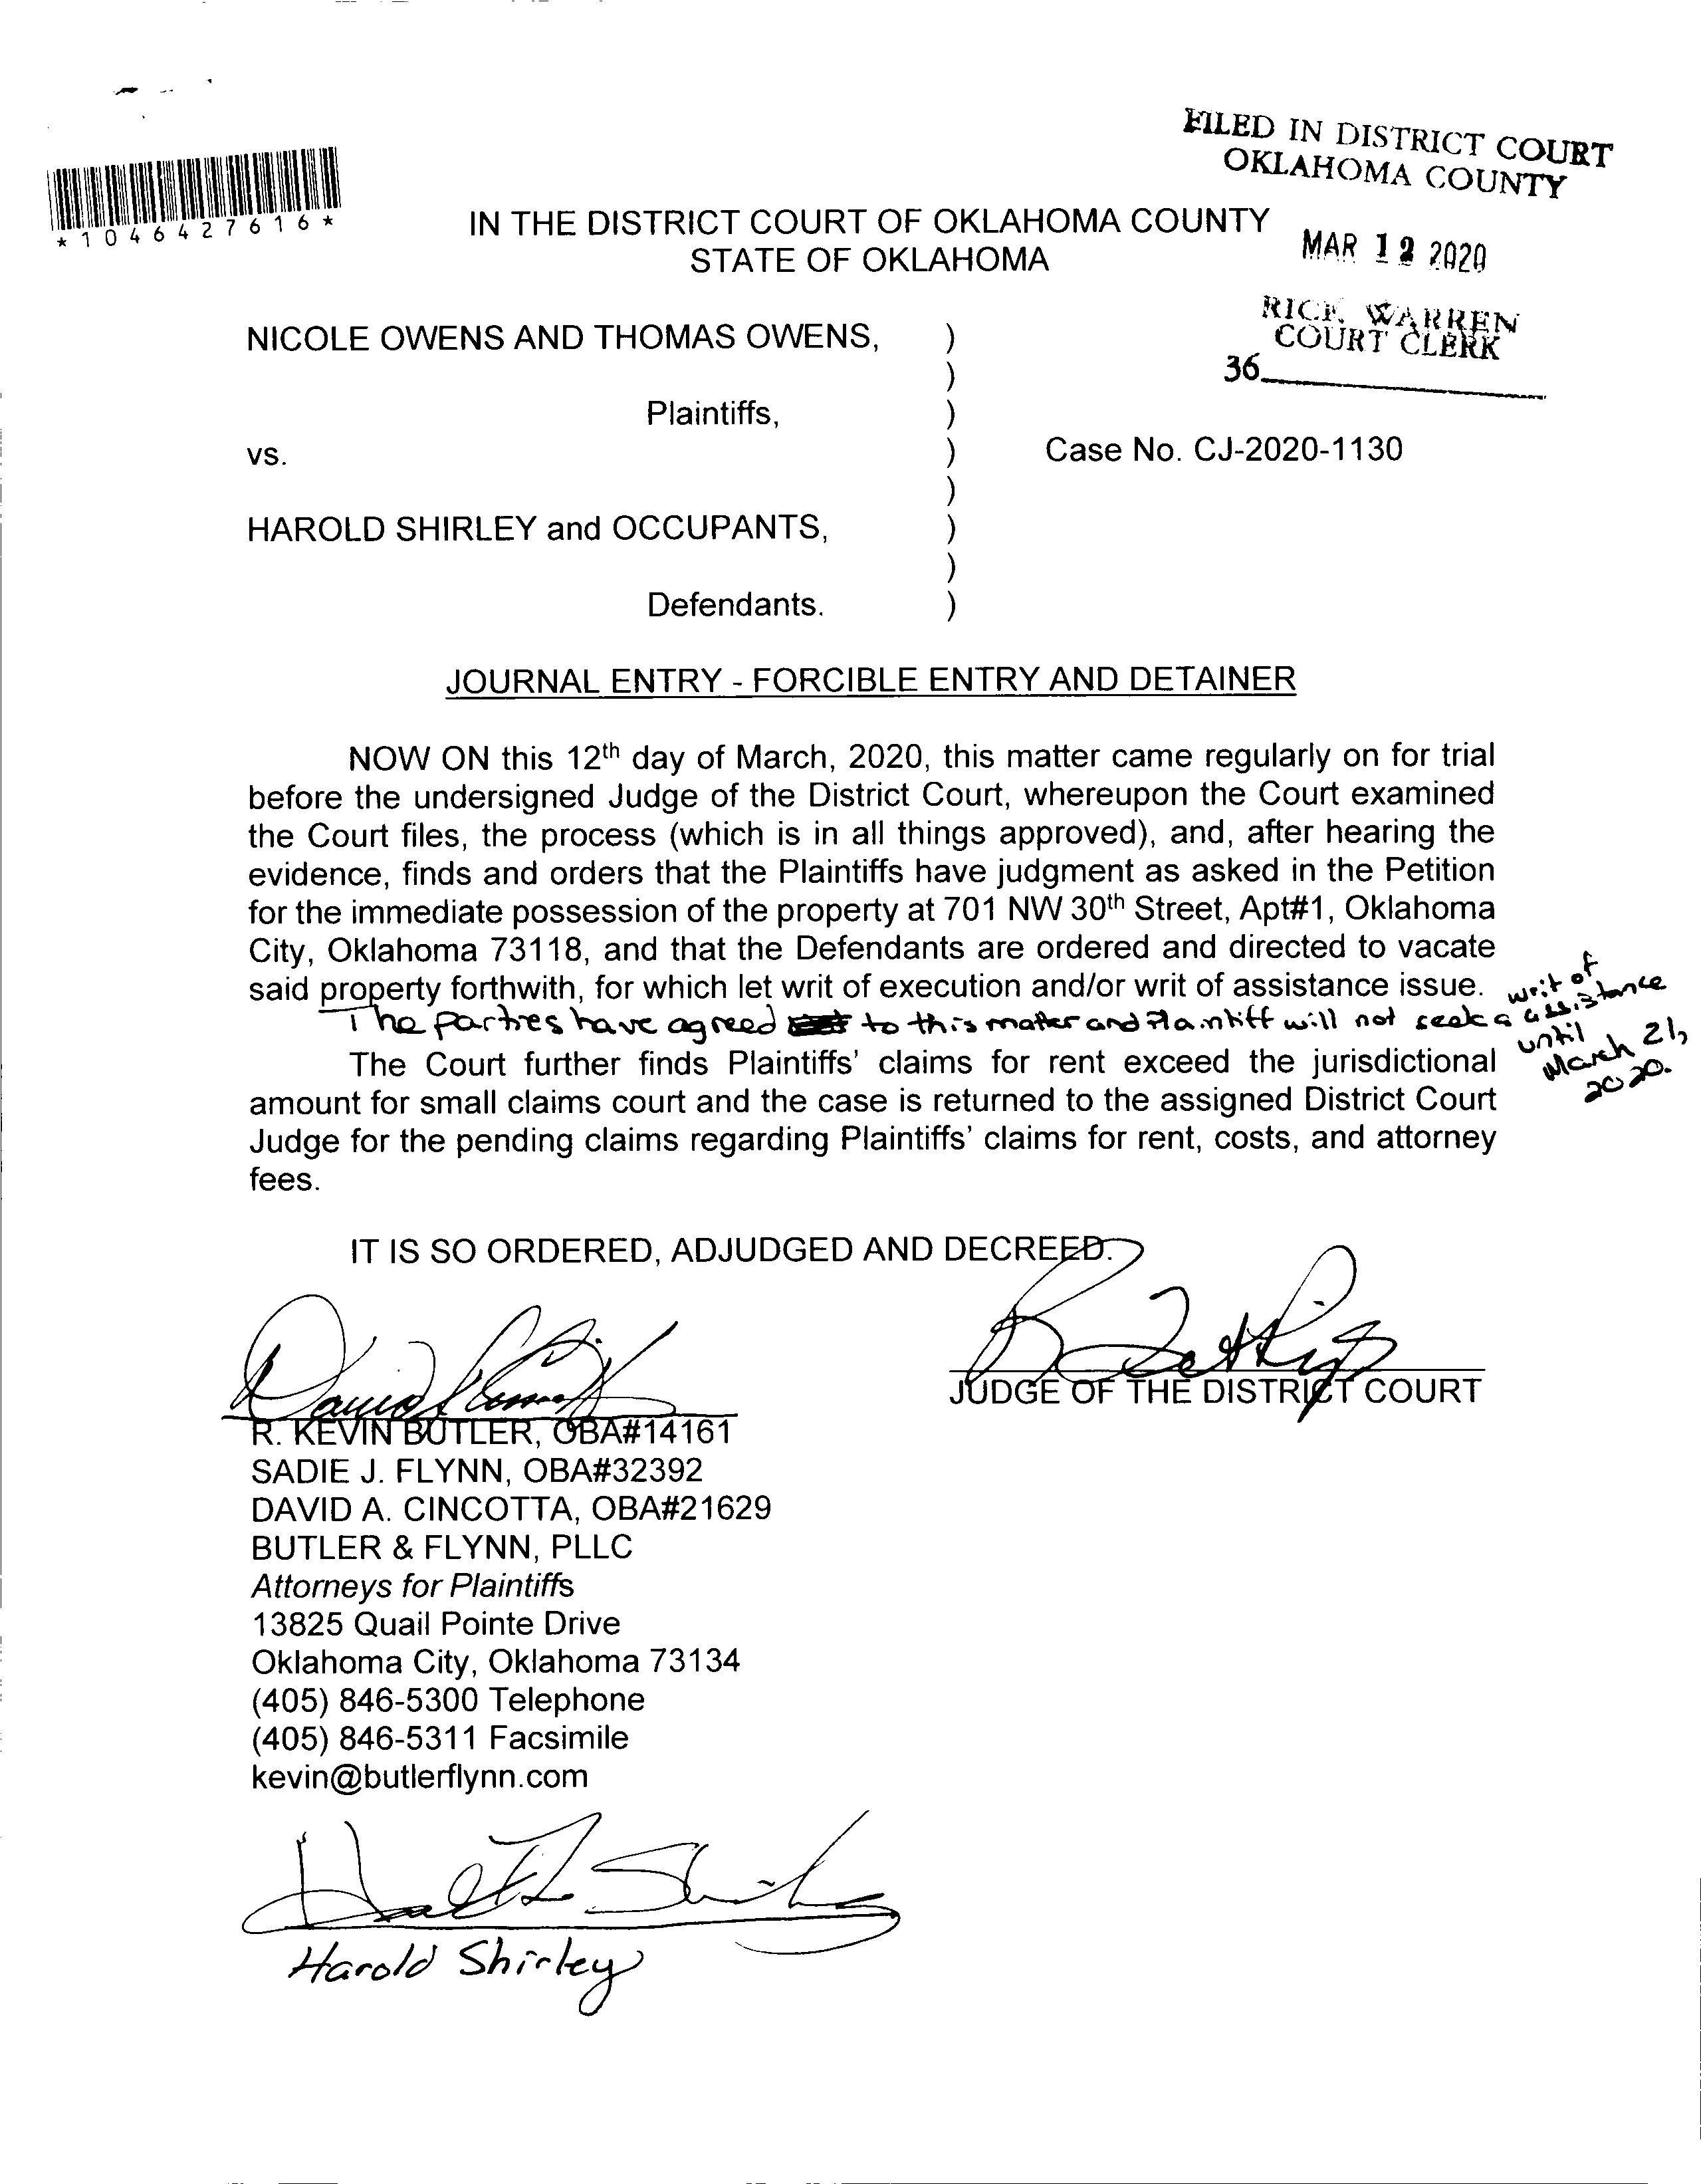 FILED IN DISTRICT COURT
OKLAHOMA COUNTY
MAR 12 2020
RICK WARREN
COURT CLERK
36
*1046427616*
IN THE DISTRICT COURT OF OKLAHOMA COUNTY
STATE OF OKLAHOMA
NICOLE OWENS AND THOMAS OWENS, )
)
Plaintiffs, )
vs. ) Case No. CJ-2020-1130
)
HAROLD SHIRLEY and OCCUPANTS, )
)
Defendants. )
JOURNAL ENTRY - FORCIBLE ENTRY AND DETAINER
NOW ON this 12th day of March, 2020, this matter came regularly on for trial
before the undersigned Judge of the District Court, whereupon the Court examined
the Court files, the process (which is in all things approved), and, after hearing the
evidence, finds and orders that the Plaintiffs have judgment as asked in the Petition
for the immediate possession of the property at 701 NW 30th Street, Apt#1, Oklahoma
City, Oklahoma 73118, and that the Defendants are ordered and directed to vacate
said property forthwith, for which let writ of execution and/or writ of assistance issue.
The parties have agreed to this matter and Plaintiff will not seek a writ of
assistance
until
March 21,
2020.
The Court further finds Plaintiffs' claims for rent exceed the jurisdictional
amount for small claims court and the case is returned to the assigned District Court
Judge for the pending claims regarding Plaintiffs' claims for rent, costs, and attorney
fees.
IT IS SO ORDERED, ADJUDGED AND DECREED.
JUDGE OF THE DISTRICT COURT
R. KEVIN BUTLER, OBA#14161
SADIE J. FLYNN, OBA#32392
DAVID A. CINCOTTA, OBA#21629
BUTLER & FLYNN, PLLC
Attorneys for Plaintiffs
13825 Quail Pointe Drive
Oklahoma City, Oklahoma 73134
(405) 846-5300 Telephone
(405) 846-5311 Facsimile
kevin@butlerflynn.com
Harold Shirley